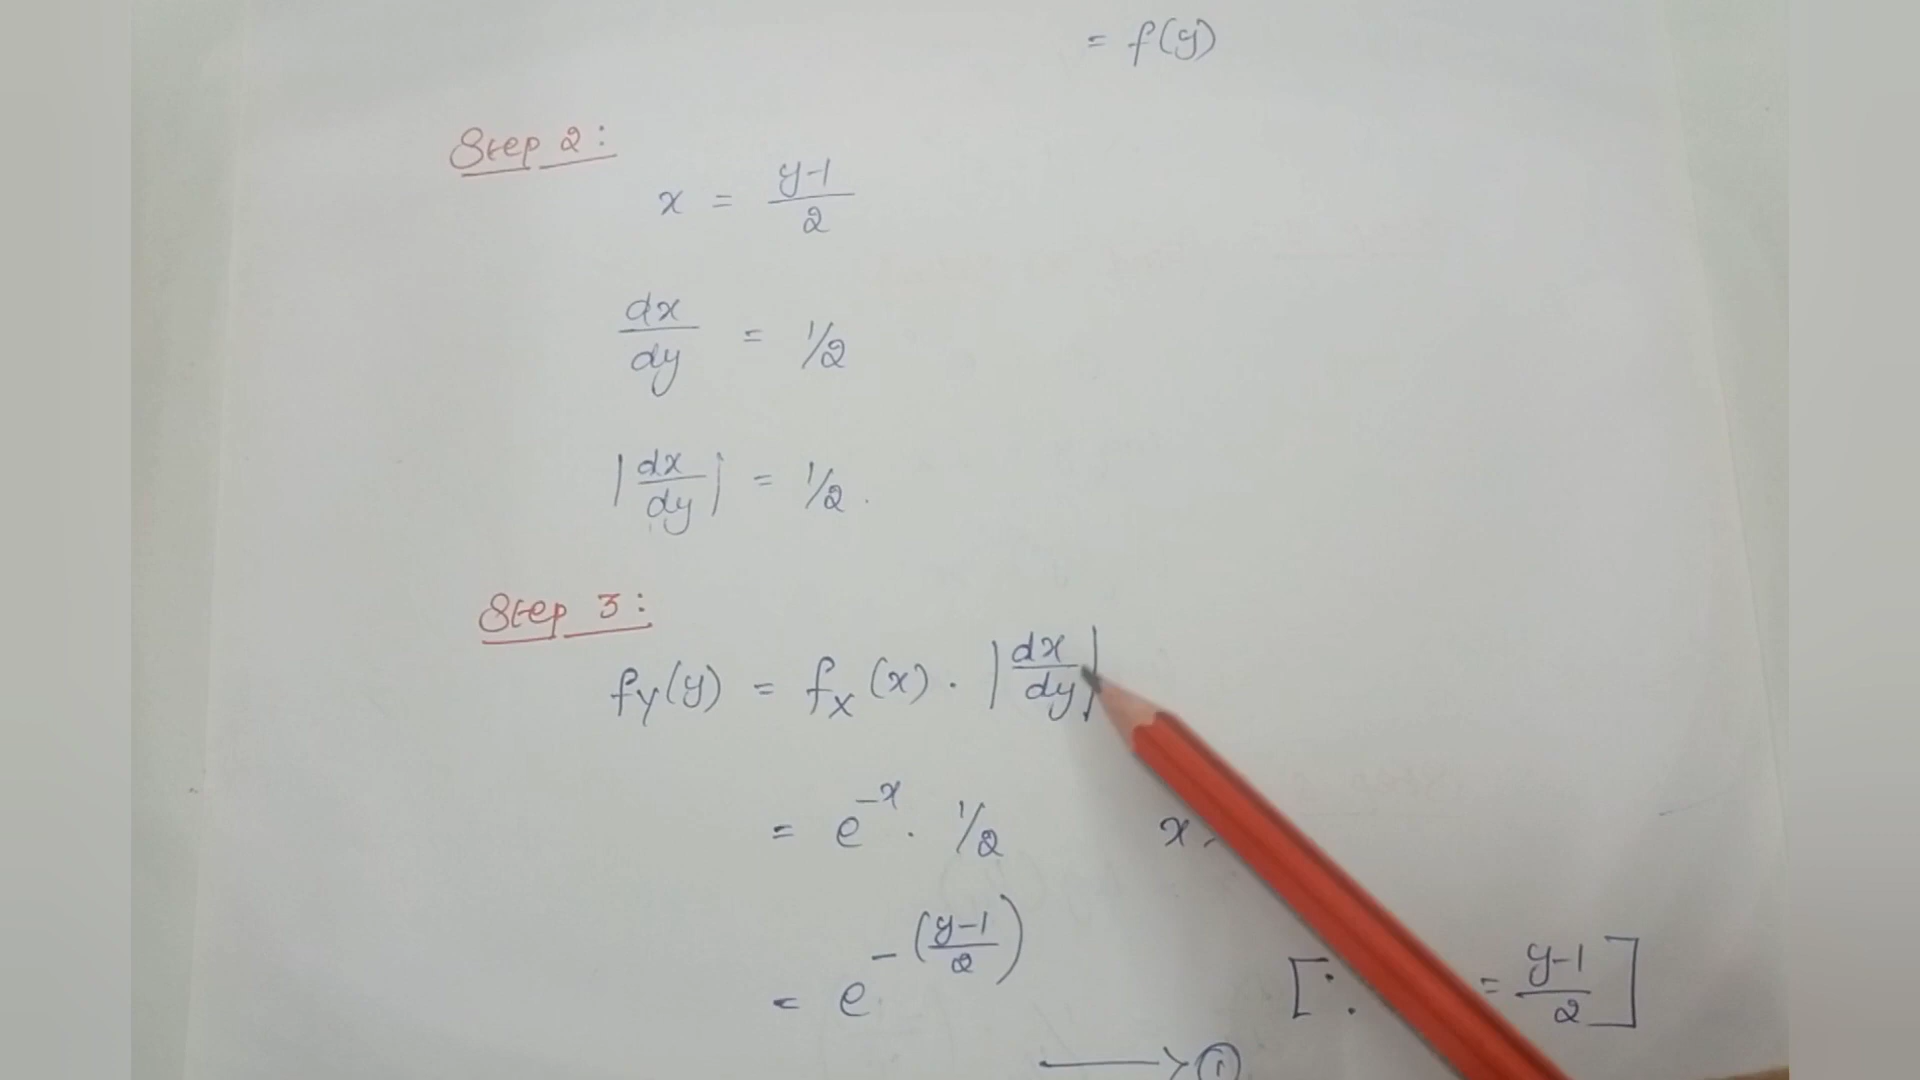 = f(y)
Step 2:
x = y-1/2
dx/dy = 1/2
|dx/dy| = 1/2.
Step 3:
fY(y) = fX(x) . |dx/dy|
= e^-x . 1/2 x
= e^-(y-1/2) [∵ = y-1/2]
⟶ ①